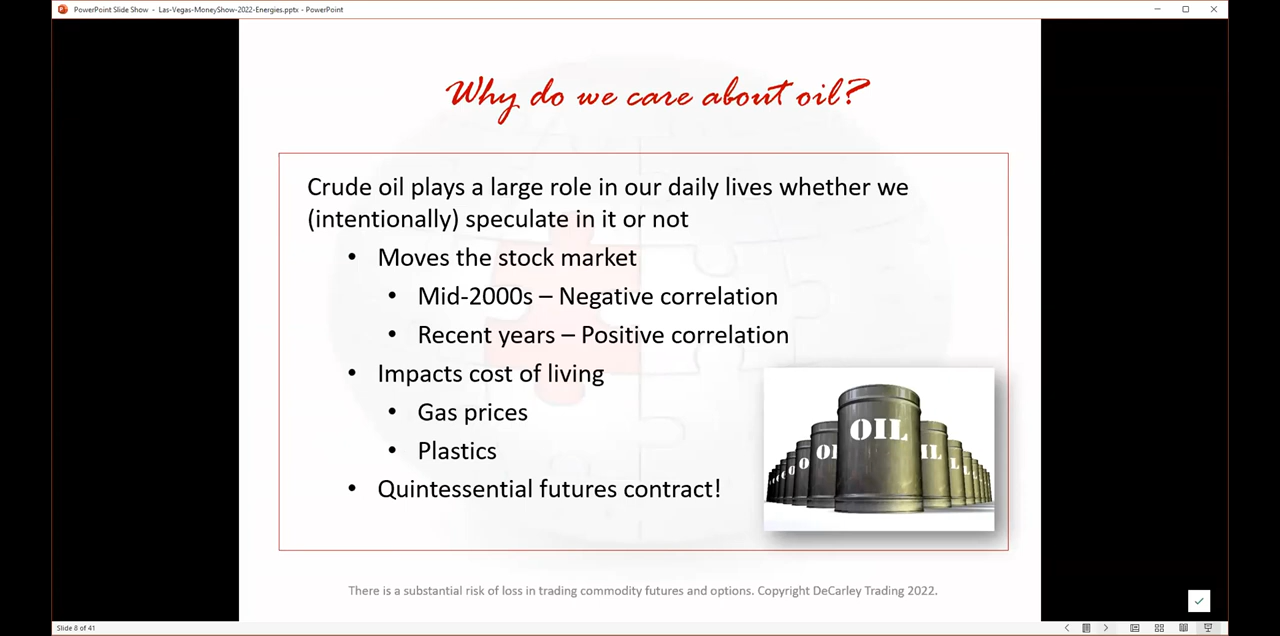 PowerPoint Slide Show - Las-Vegas-MoneyShow-2022-Energies.pptx - PowerPoint
Why do we care about oil?
Crude oil plays a large role in our daily lives whether we
(intentionally) speculate in it or not
• Moves the stock market
• Mid-2000s – Negative correlation
• Recent years – Positive correlation
• Impacts cost of living
• Gas prices
• Plastics
• Quintessential futures contract!
OIL
There is a substantial risk of loss in trading commodity futures and options. Copyright DeCarley Trading 2022.
Slide 8 of 41